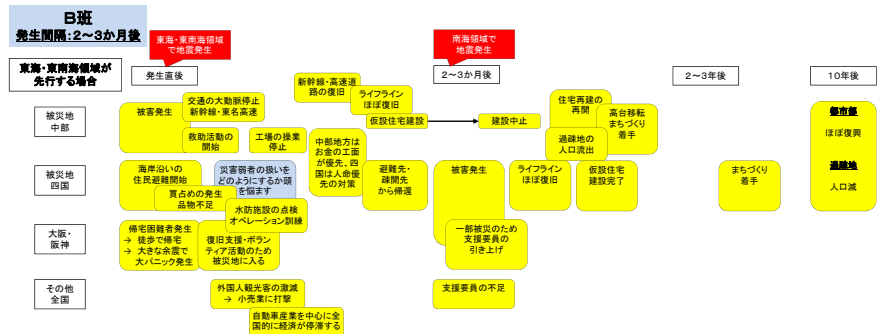 B班
発生間隔:2～3か月後
東海・東南海領域
で地震発生
南海領域で
地震発生
東海・東南海領域が
先行する場合
発生直後
2～3か月後
2～3年後
10年後
被災地
中部
被害発生
交通の大動脈停止
新幹線・東名高速
救助活動の
開始
工場の操業
停止
新幹線・高速道
路の復旧
ライフライン
ほぼ復旧
仮設住宅建設
建設中止
中部地方は
お金の工面
が優先、四
国は人命優
先の対策
住宅再建の
再開
高台移転
まちづくり
着手
過疎地の
人口流出
都市部
ほぼ復興
過疎地
人口減
被災地
四国
海岸沿いの
住民避難開始
買占めの発生
品物不足
災害弱者の扱いを
どのようにするか頭
を悩ます
水防施設の点検
オペレーション訓練
避難先・
疎開先
から帰還
被害発生
ライフライン
ほぼ復旧
仮設住宅
建設完了
まちづくり
着手
大阪・
阪神
帰宅困難者発生
→ 徒歩で帰宅
→ 大きな余震で
大パニック発生
復旧支援・ボラン
ティア活動のため
被災地に入る
一部被災のため
支援要員の
引き上げ
その他
全国
外国人観光客の激減
→ 小売業に打撃
自動車産業を中心に全
国的に経済が停滞する
支援要員の不足